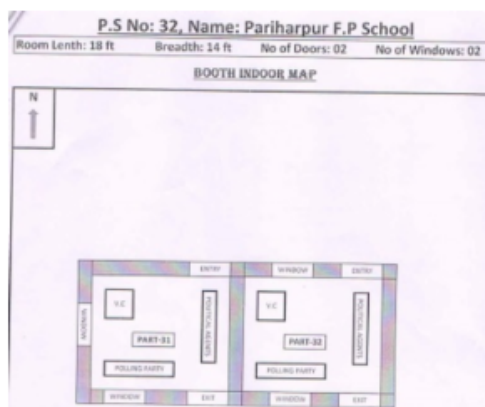 P.S No: 32, Name: Pariharpur F.P School
Room Lenth: 18 ft Breadth: 14 ft No of Doors: 02 No of Windows: 02
BOOTH INDOOR MAP
N
ENTRY WINDOW ENTRY
V.C POLITICAL AGENTS V.C POLITICAL AGENTS
WINDOW
PART-31 PART-32
POLLING PARTY POLLING PARTY
WINDOW EXIT WINDOW EXIT